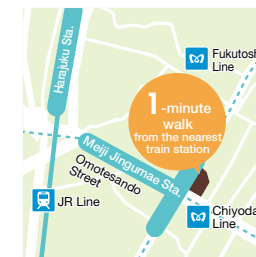 Harajuku Sta.
Fukutosh
Line
1-minute
walk
from the nearest
train station
Meiji Jingumae Sta.
Omotesando
Street
JR Line
Chiyoda
Line